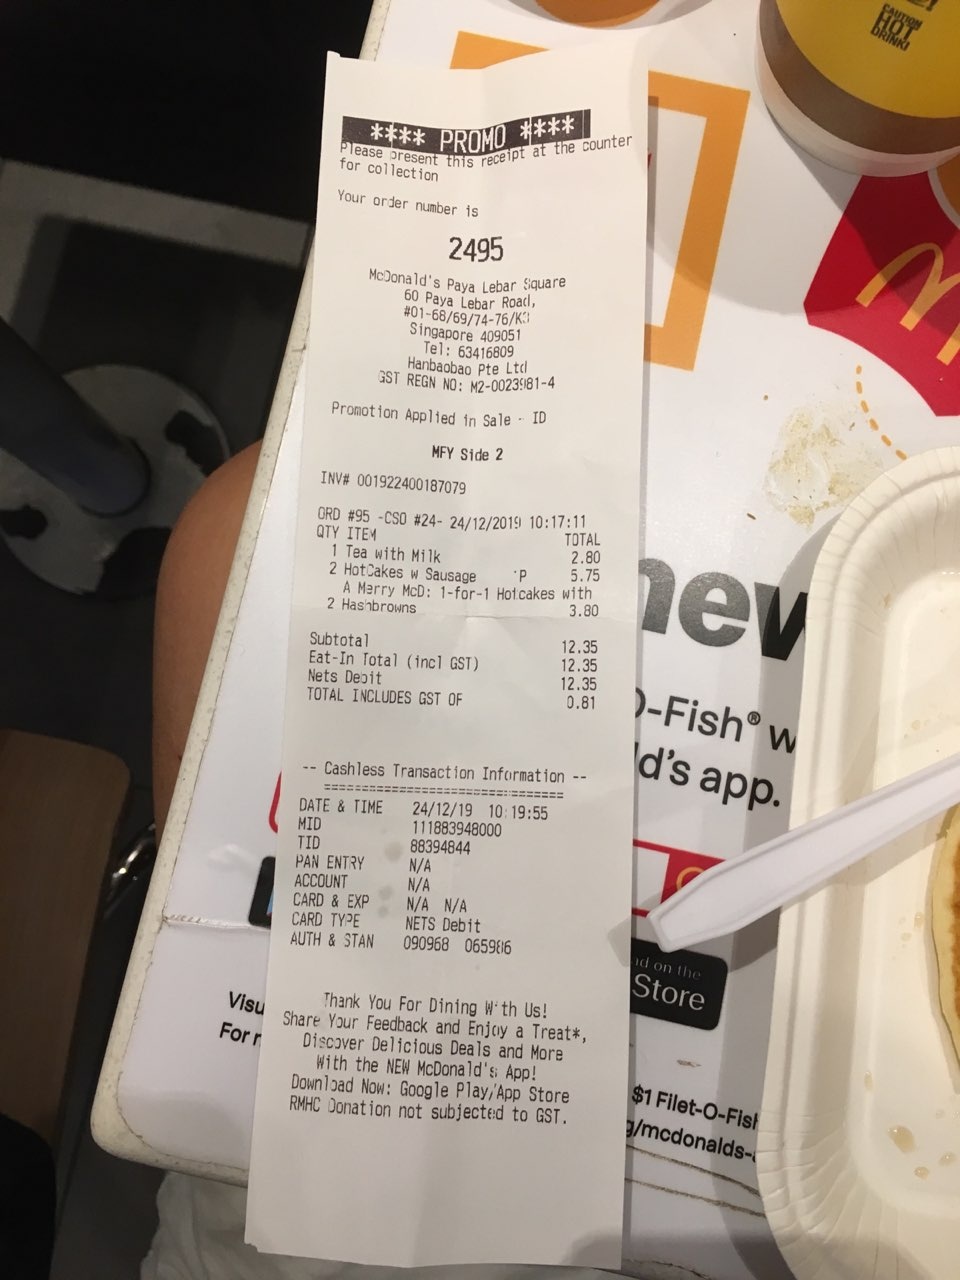 CAUTION
HOT
DRINK!
**** PROMO ****
Please present this receipt at the counter
for collection
Your order number is
2495
McDonald's Paya Lebar Square
60 Paya Lebar Road,
#01-68/69/74-76/K3
Singapore 409051
Tel: 63416809
Hanbaobao Pte Ltd
GST REGN NO: M2-0023981-4
Promotion Applied in Sale - ID
MFY Side 2
INV# 001922400187079
ORD #95 -CSO #24- 24/12/2019 10:17:11
QTY ITEM TOTAL
1 Tea with Milk 2.80
2 HotCakes w Sausage P 5.75
A Merry McD: 1-for-1 Hotcakes with
2 Hashbrowns 3.80
Subtotal 12.35
Eat-In Total (incl GST) 12.35
Nets Debit 12.35
TOTAL INCLUDES GST OF 0.81
-- Cashless Transaction Information --
==============================
DATE & TIME 24/12/19 10:19:55
MID 111883948000
TID 88394844
PAN ENTRY N/A
ACCOUNT N/A
CARD & EXP N/A N/A
CARD TYPE NETS Debit
AUTH & STAN 090968 065986
Thank You For Dining With Us!
Share Your Feedback and Enjoy a Treat*,
Discover Delicious Deals and More
With the NEW McDonald's App!
Download Now: Google Play/App Store
RMHC Donation not subjected to GST.
new
O-Fish® w
ld's app.
ad on the
Store
Visu
For r
$1 Filet-O-Fish
g/mcdonalds-